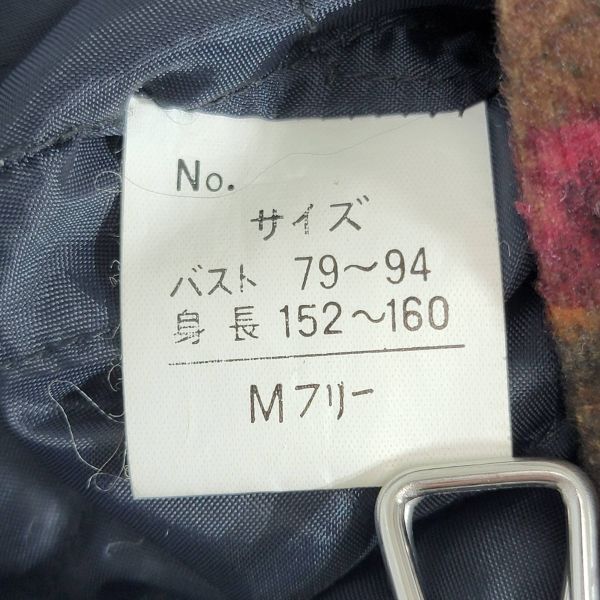 No.
サイズ
バスト 79〜94
身長 152〜160
Mフリー